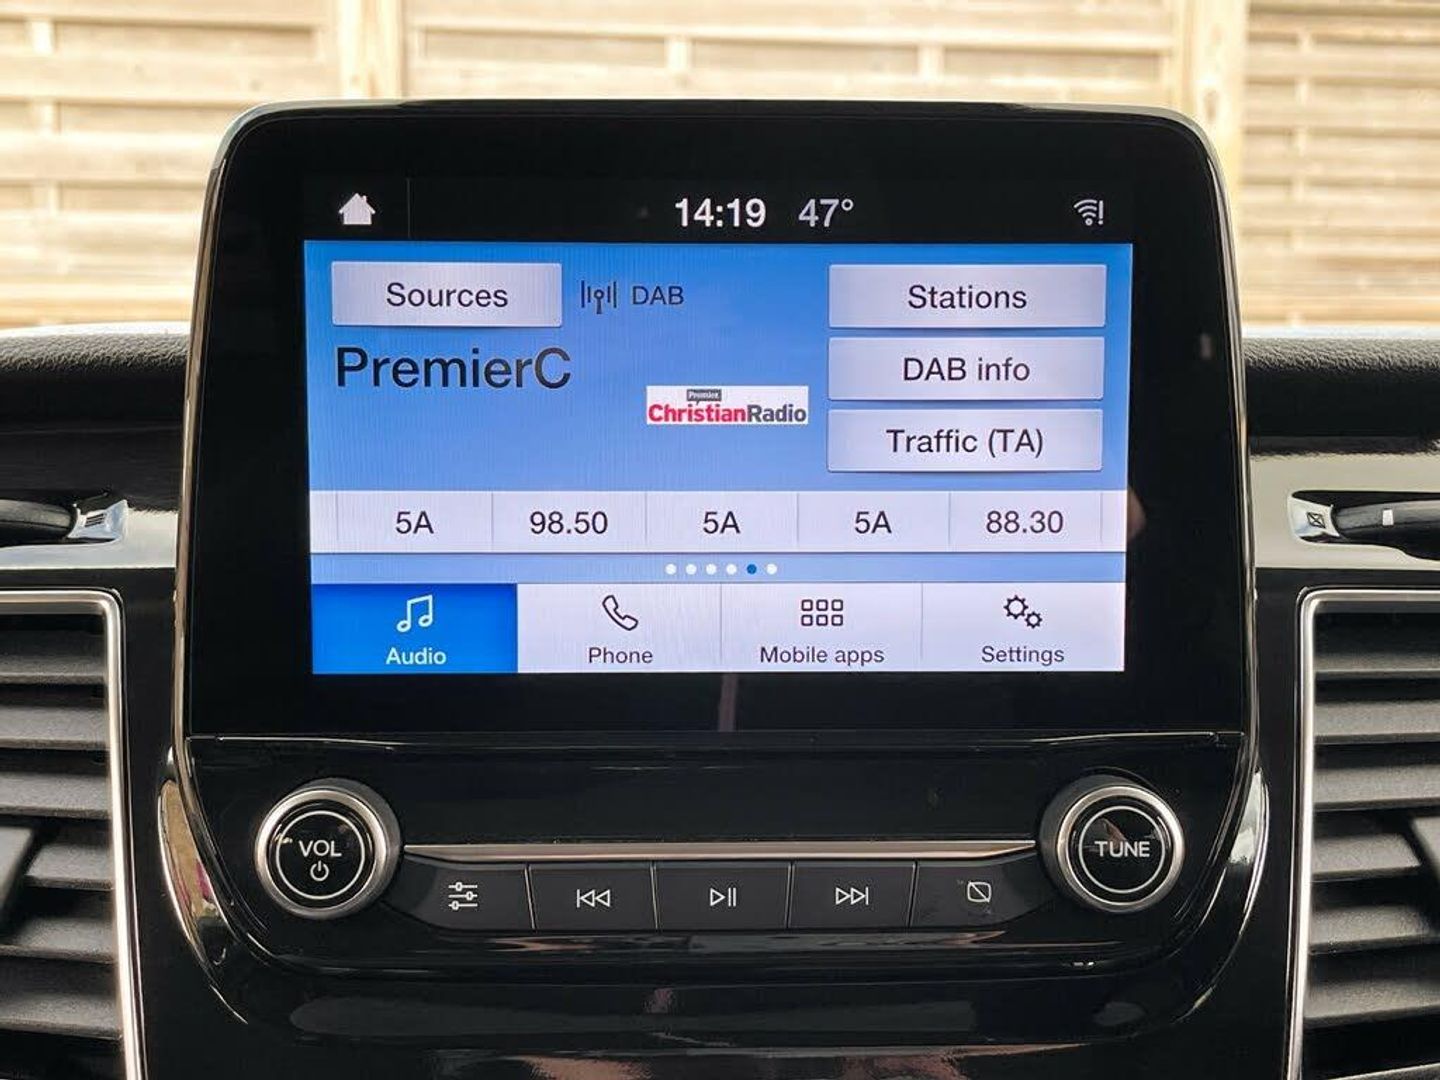 14:19 47°
Sources DAB Stations
PremierC
DAB info
Premier
ChristianRadio
Traffic (TA)
5A 98.50 5A 5A 88.30
Audio Phone Mobile apps Settings
VOL
TUNE